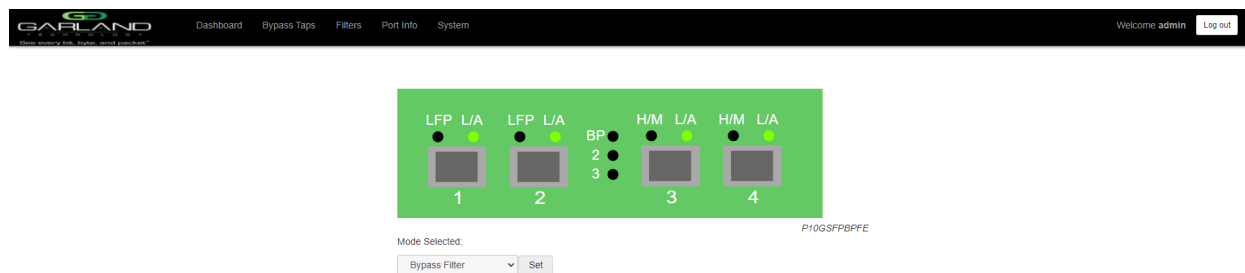 GARLAND
TECHNOLOGY
See every bit, byte, and packet®
Dashboard Bypass Taps Filters Port Info System Welcome admin Log out
LFP L/A LFP L/A H/M L/A H/M L/A
BP
2
3
1 2 3 4
P10GSFPBPFE
Mode Selected:
Bypass Filter Set